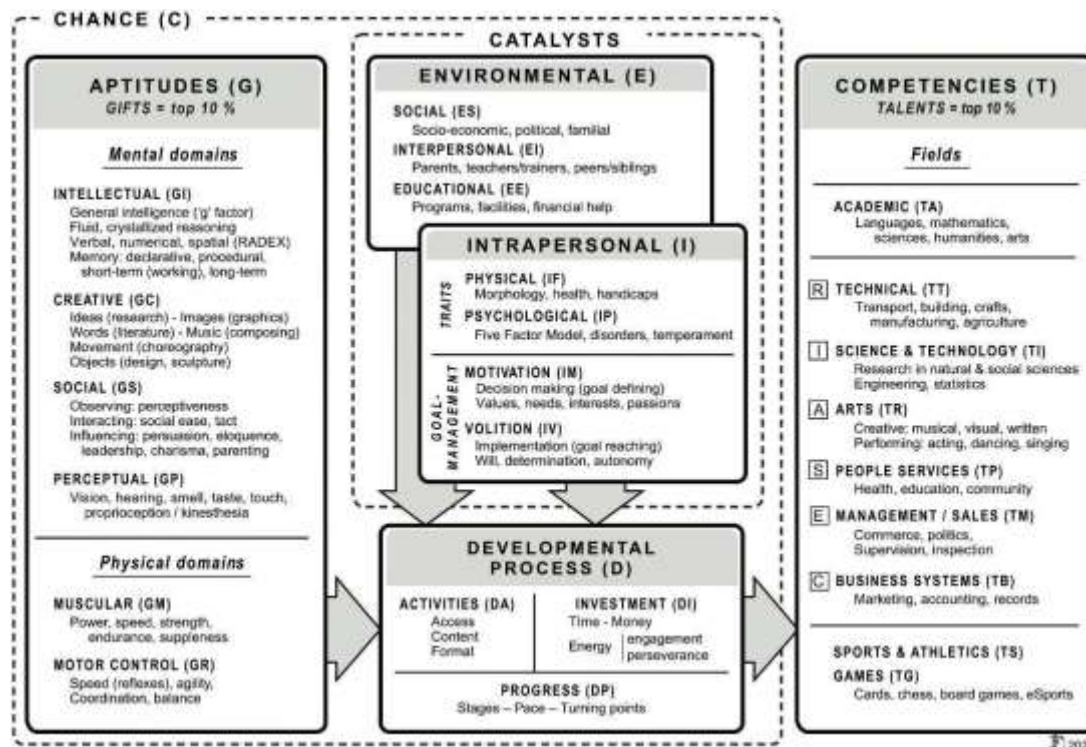 CHANCE (C)
APTITUDES (G)
GIFTS = top 10 %
Mental domains
INTELLECTUAL (GI)
General intelligence ('g' factor)
Fluid, crystallized reasoning
Verbal, numerical, spatial (RADEX)
Memory: declarative, procedural,
short-term (working), long-term
CREATIVE (GC)
Ideas (research) - Images (graphics)
Words (literature) - Music (composing)
Movement (choreography)
Objects (design, sculpture)
SOCIAL (GS)
Observing: perceptiveness
Interacting: social ease, tact
Influencing: persuasion, eloquence,
leadership, charisma, parenting
PERCEPTUAL (GP)
Vision, hearing, smell, taste, touch,
proprioception / kinesthesia
Physical domains
MUSCULAR (GM)
Power, speed, strength,
endurance, suppleness
MOTOR CONTROL (GR)
Speed (reflexes), agility,
Coordination, balance
CATALYSTS
ENVIRONMENTAL (E)
SOCIAL (ES)
Socio-economic, political, familial
INTERPERSONAL (EI)
Parents, teachers/trainers, peers/siblings
EDUCATIONAL (EE)
Programs, facilities, financial help
INTRAPERSONAL (I)
TRAITS
PHYSICAL (IF)
Morphology, health, handicaps
PSYCHOLOGICAL (IP)
Five Factor Model, disorders, temperament
GOAL-
MANAGEMENT
MOTIVATION (IM)
Decision making (goal defining)
Values, needs, interests, passions
VOLITION (IV)
Implementation (goal reaching)
Will, determination, autonomy
DEVELOPMENTAL
PROCESS (D)
ACTIVITIES (DA)
Access
Content
Format
INVESTMENT (DI)
Time - Money
Energy engagement
perseverance
PROGRESS (DP)
Stages – Pace – Turning points
COMPETENCIES (T)
TALENTS = top 10 %
Fields
ACADEMIC (TA)
Languages, mathematics,
sciences, humanities, arts
R TECHNICAL (TT)
Transport, building, crafts,
manufacturing, agriculture
I SCIENCE & TECHNOLOGY (TI)
Research in natural & social sciences
Engineering, statistics
A ARTS (TR)
Creative: musical, visual, written
Performing: acting, dancing, singing
S PEOPLE SERVICES (TP)
Health, education, community
E MANAGEMENT / SALES (TM)
Commerce, politics,
Supervision, inspection
C BUSINESS SYSTEMS (TB)
Marketing, accounting, records
SPORTS & ATHLETICS (TS)
GAMES (TG)
Cards, chess, board games, eSports